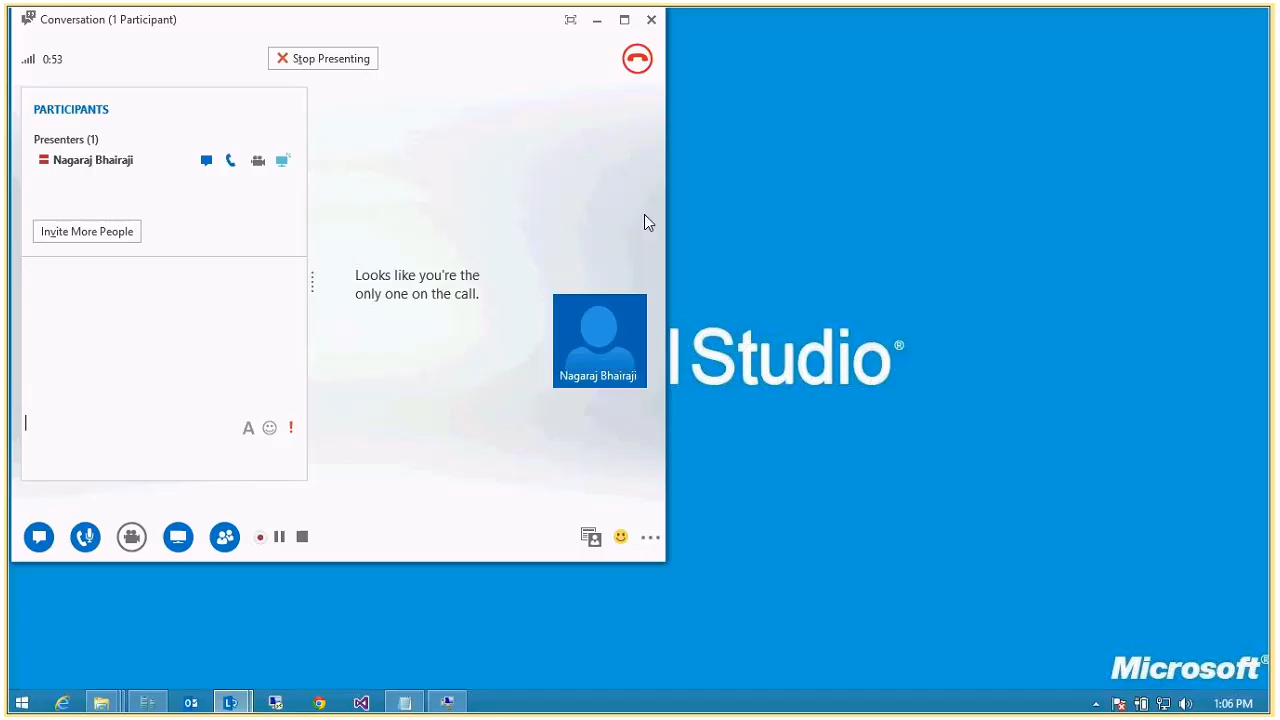 Conversation (1 Participant)
0:53
Stop Presenting
PARTICIPANTS
Presenters (1)
Nagaraj Bhairaji
Invite More People
Looks like you're the
only one on the call.
Nagaraj Bhairaji
A
!
l Studio®
Microsoft®
1:06 PM